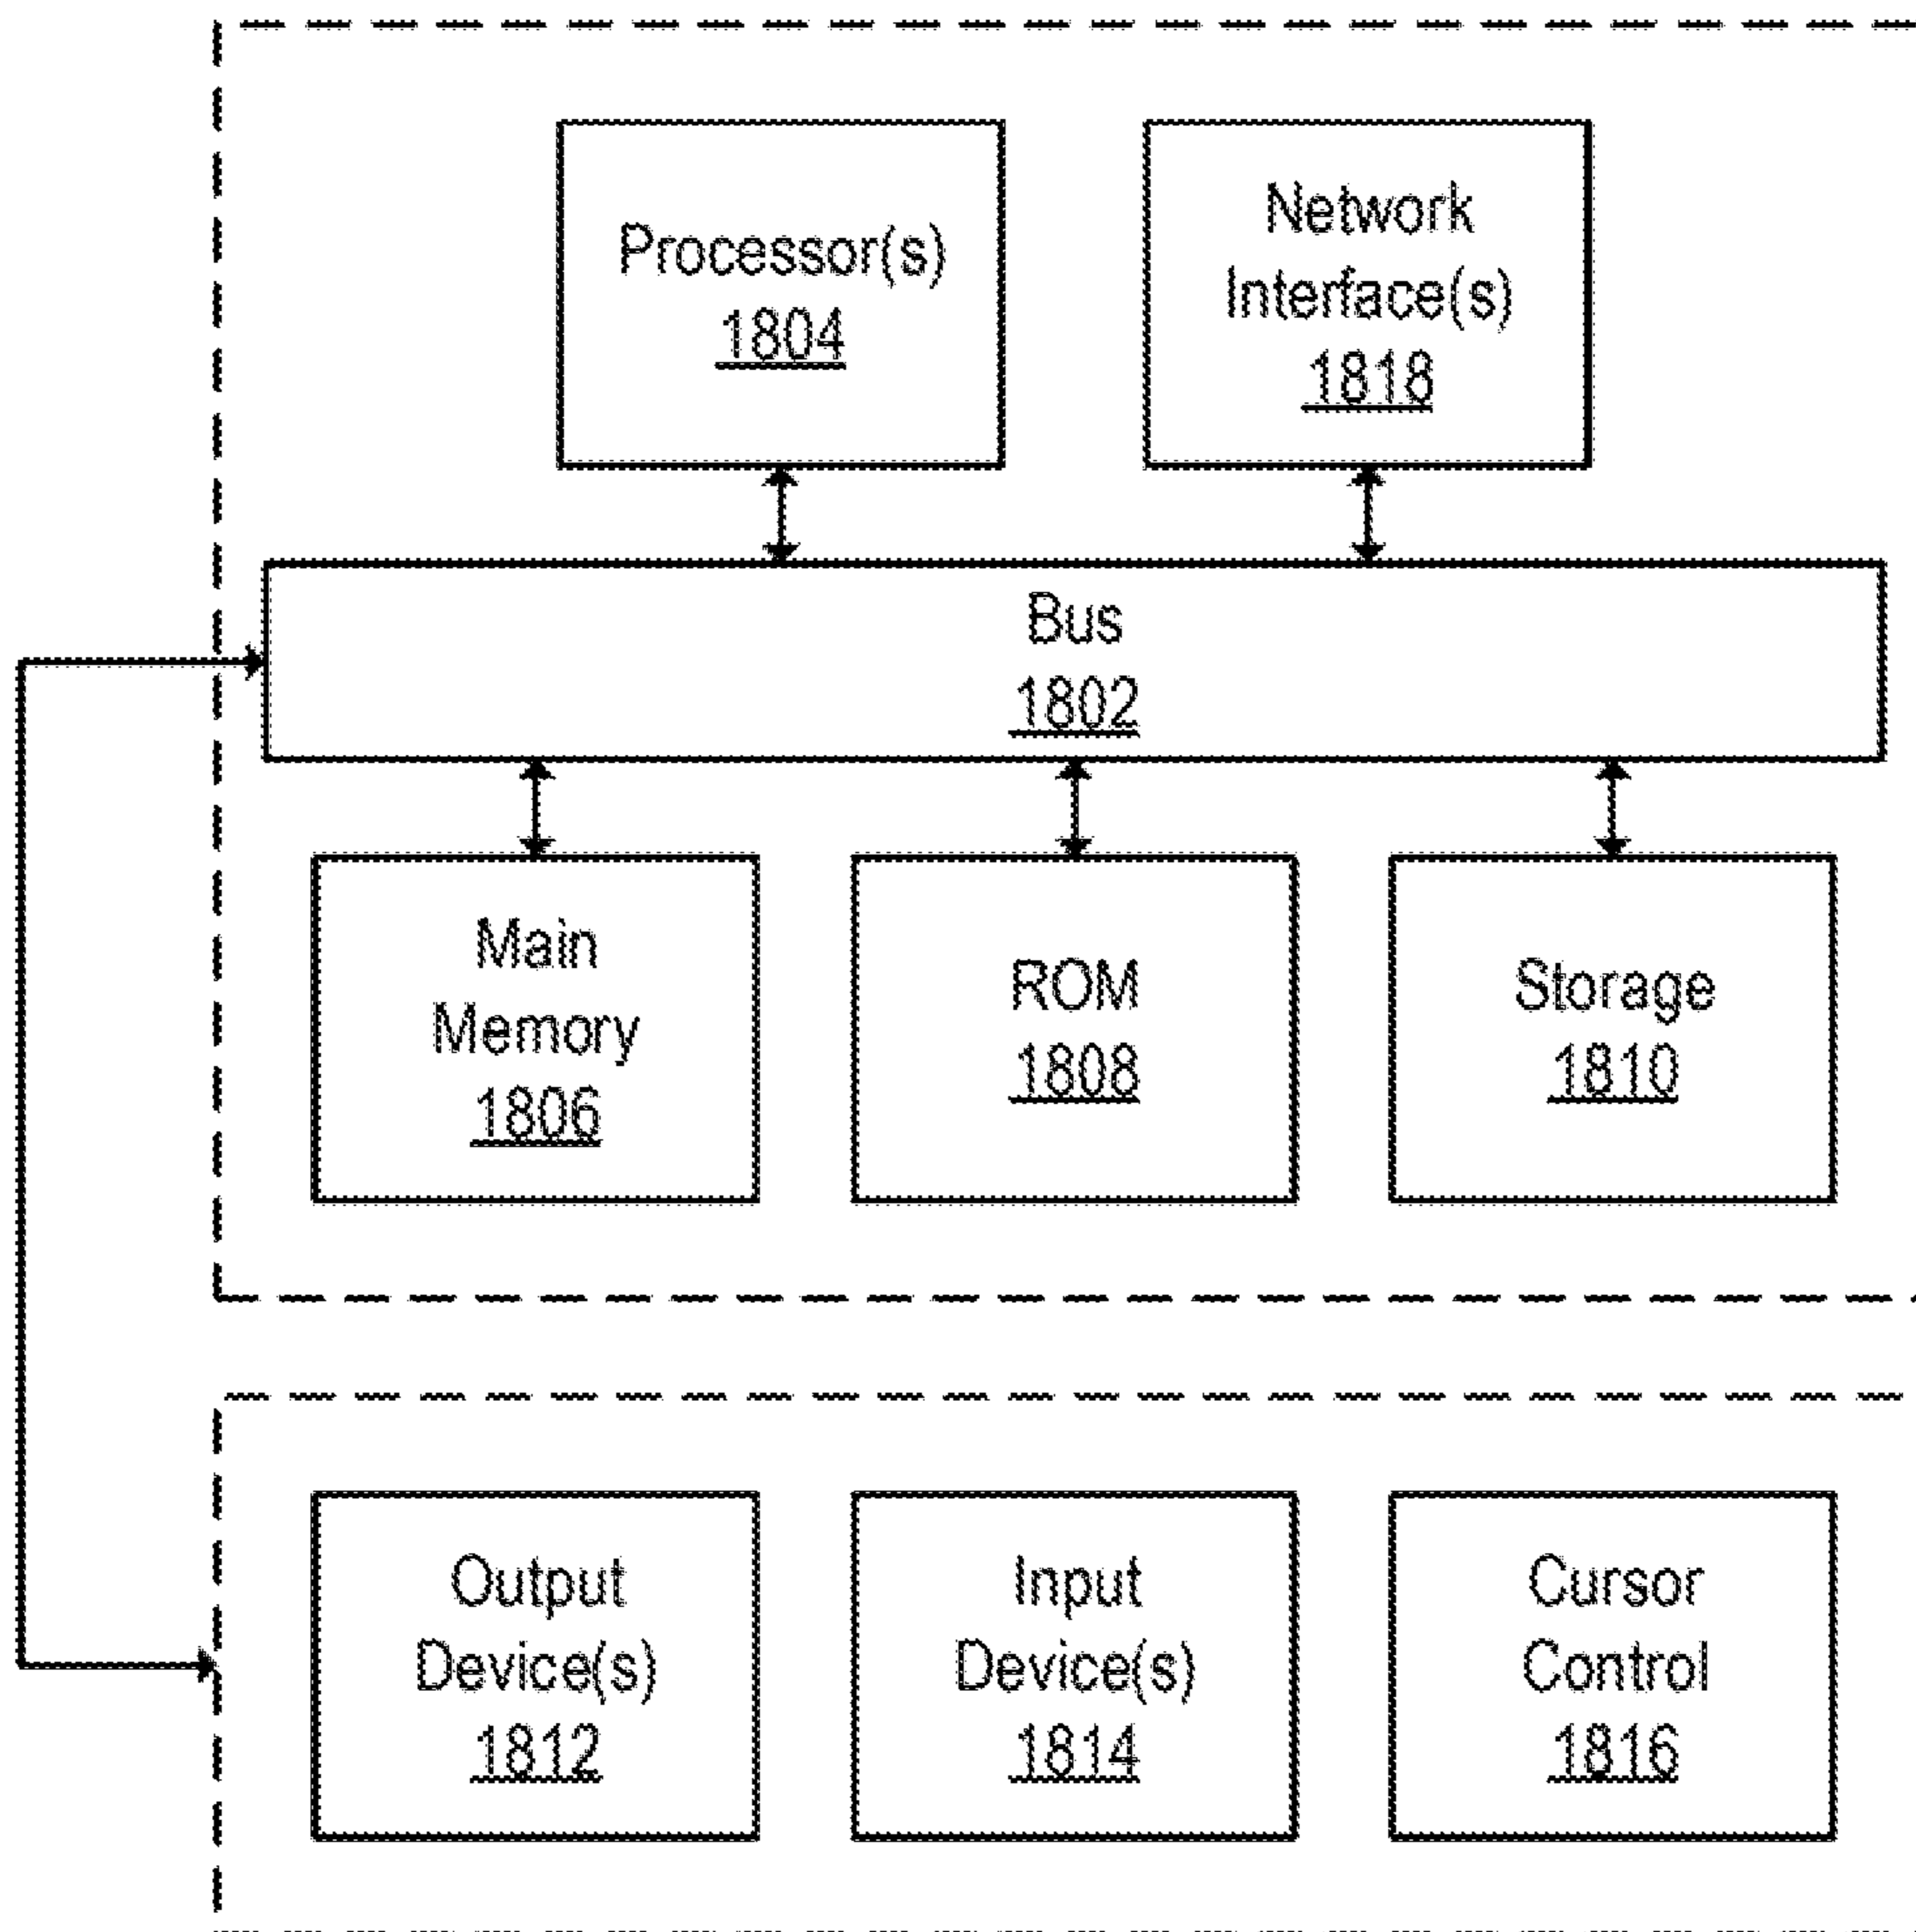 Processor(s)
1804
Network
Interface(s)
1818
Bus
1802
Main
Memory
1806
ROM
1808
Storage
1810
Output
Device(s)
1812
Input
Device(s)
1814
Cursor
Control
1816